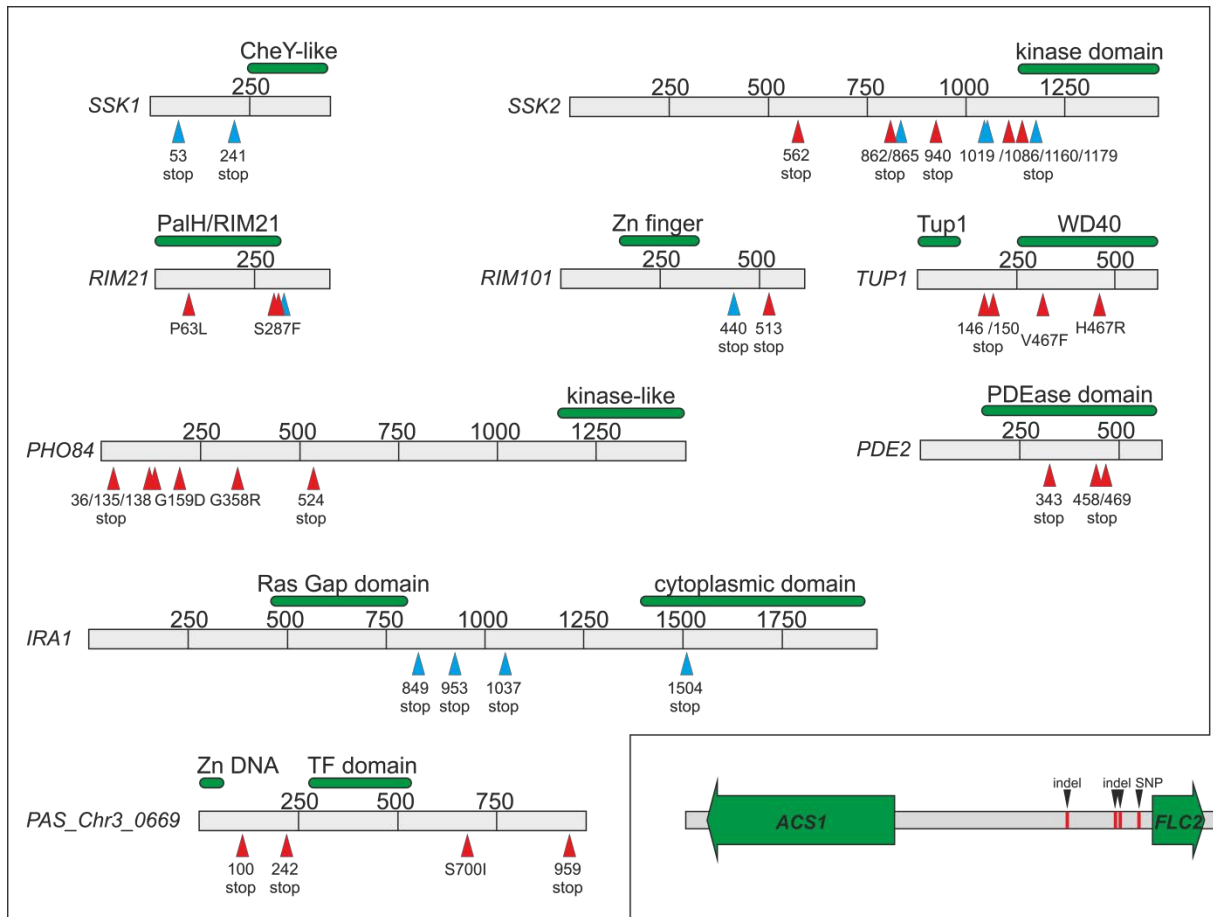 CheY-like
250
SSK1
53
stop
241
stop
kinase domain
250 500 750 1000 1250
SSK2
562
stop
862/865
stop
940
stop
1019 /1086/1160/1179
stop
PalH/RIM21
250
RIM21
P63L
S287F
Zn finger
250 500
RIM101
440
stop
513
stop
Tup1
WD40
250 500
TUP1
146 /150
stop
V467F
H467R
kinase-like
250 500 750 1000 1250
PHO84
36/135/138
stop
G159D
G358R
524
stop
PDEase domain
250 500
PDE2
343
stop
458/469
stop
Ras Gap domain
cytoplasmic domain
250 500 750 1000 1250 1500 1750
IRA1
849
stop
953
stop
1037
stop
1504
stop
Zn DNA
TF domain
250 500 750
PAS_Chr3_0669
100
stop
242
stop
S700I
959
stop
indel
indel
SNP
ACS1
FLC2